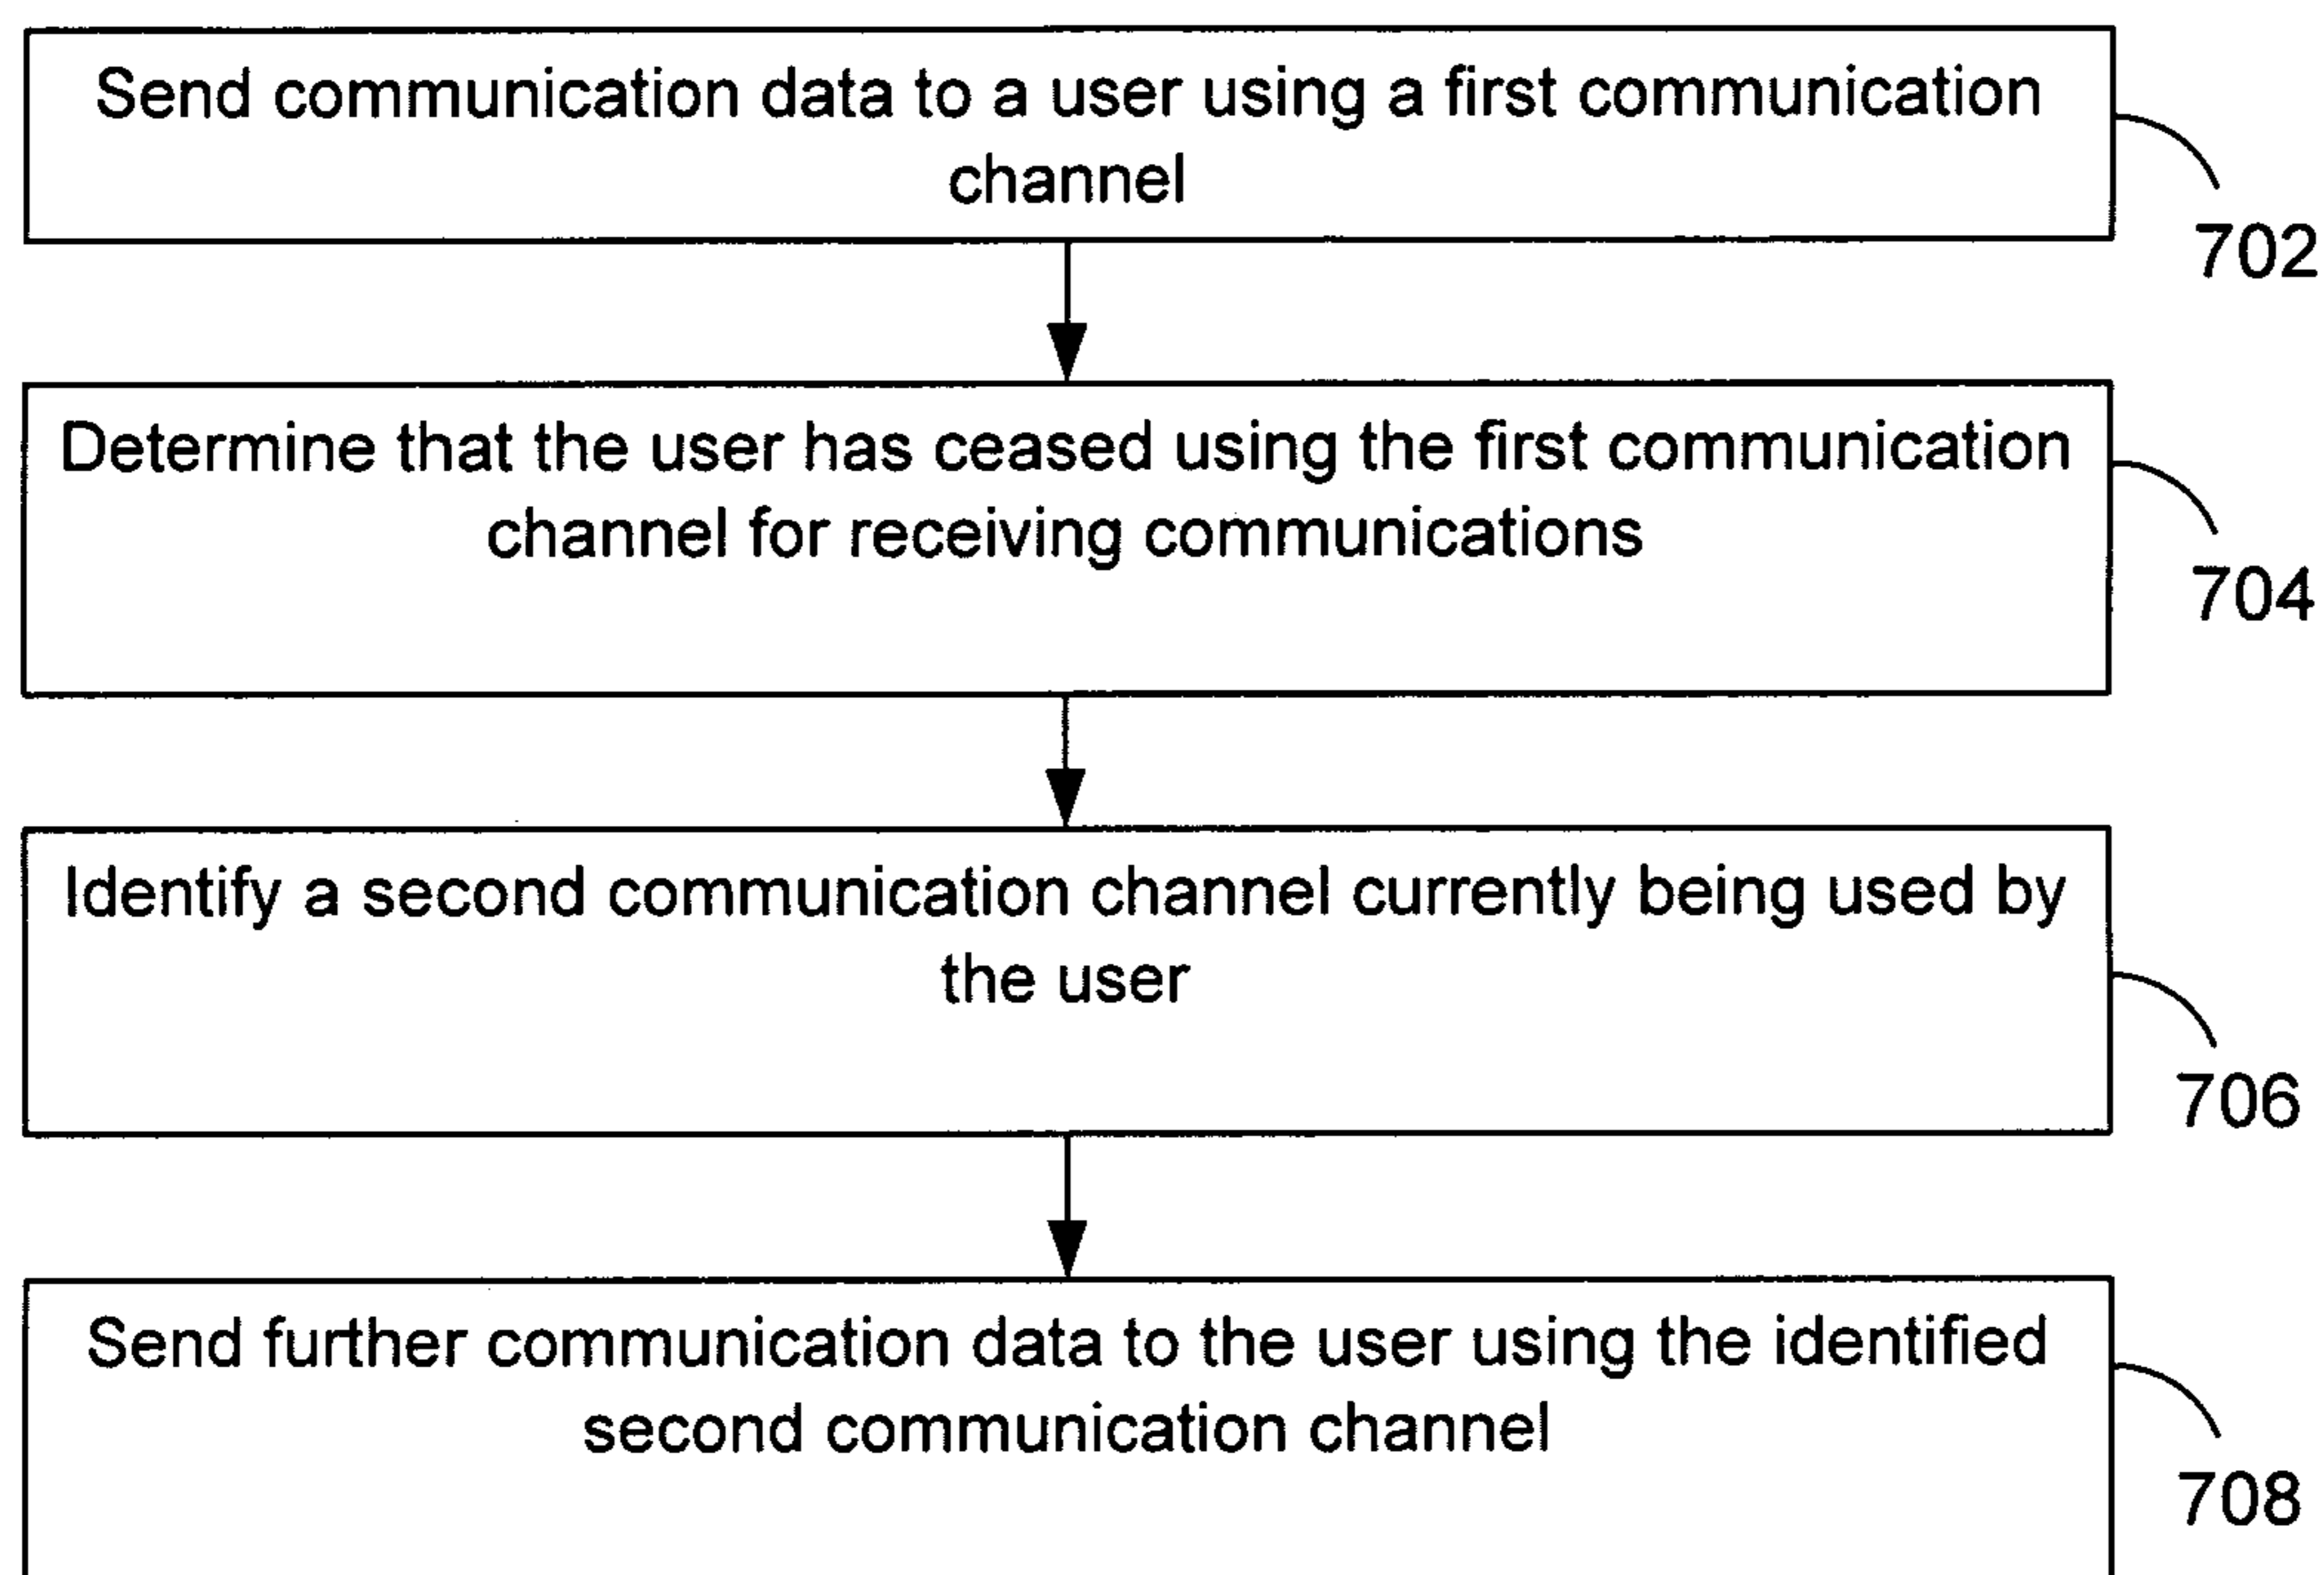 Send communication data to a user using a first communication
channel
702
Determine that the user has ceased using the first communication
channel for receiving communications
704
Identify a second communication channel currently being used by
the user
706
Send further communication data to the user using the identified
second communication channel
708